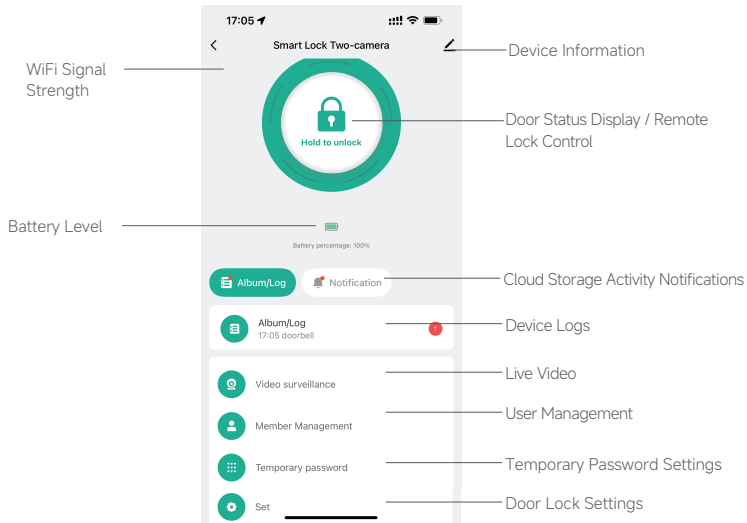 17:05
Smart Lock Two-camera
Device Information
WiFi Signal
Strength
Hold to unlock
Door Status Display / Remote
Lock Control
Battery Level
Battery percentage: 100%
Album/Log
Notification
Cloud Storage Activity Notifications
Album/Log
17:05 doorbell
1
Device Logs
Video surveillance
Live Video
Member Management
User Management
Temporary password
Temporary Password Settings
Set
Door Lock Settings